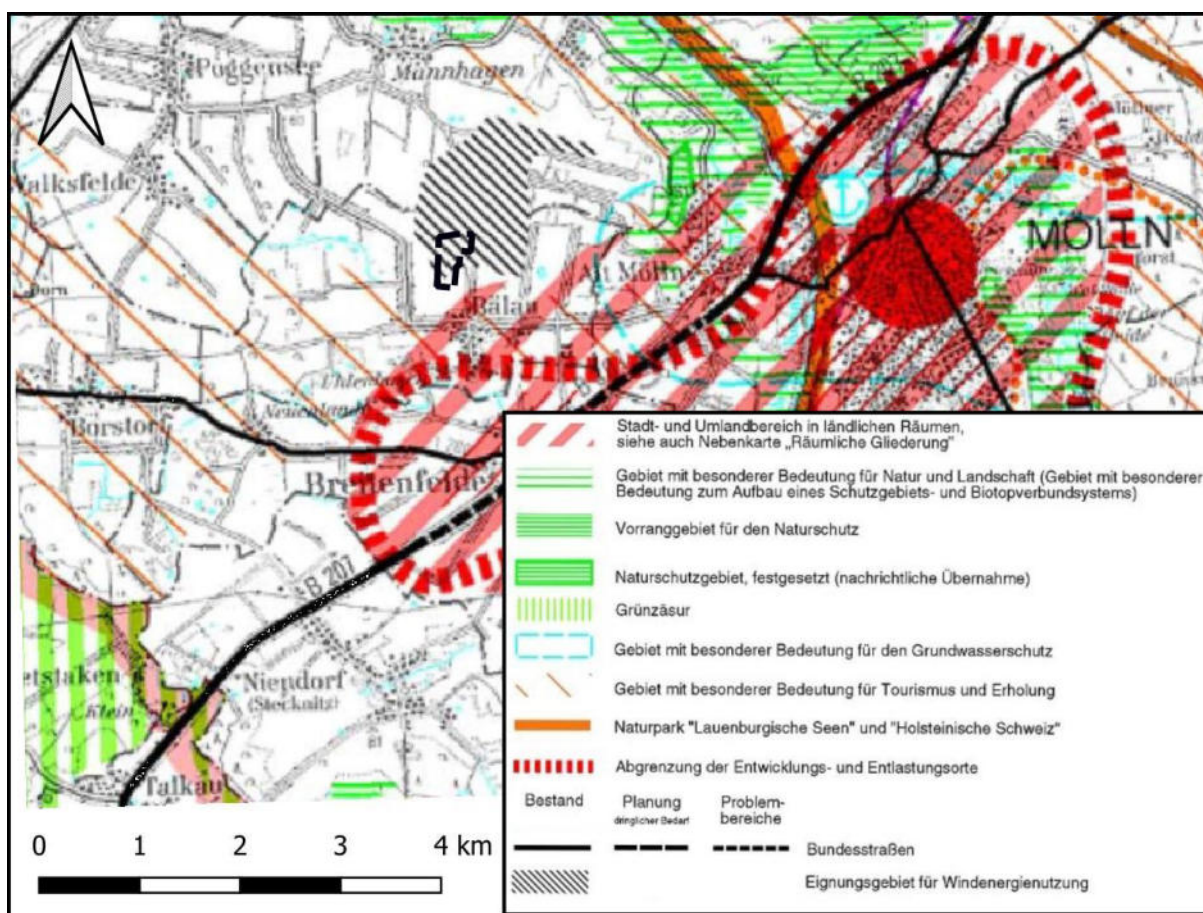 Poggensee
Mannhagen
Walksfelde
MÖLLN
Alt Mölln
Bälau
Borstorf
Neuenlande
Breitenfelde
B 207
Niendorf
(Stecknitz)
Klein
Talkau
0 1 2 3 4 km
Stadt- und Umlandbereich in ländlichen Räumen,
siehe auch Nebenkarte „Räumliche Gliederung"
Gebiet mit besonderer Bedeutung für Natur und Landschaft (Gebiet mit besonderer
Bedeutung zum Aufbau eines Schutzgebiets- und Biotopverbundsystems)
Vorranggebiet für den Naturschutz
Naturschutzgebiet, festgesetzt (nachrichtliche Übernahme)
Grünzäsur
Gebiet mit besonderer Bedeutung für den Grundwasserschutz
Gebiet mit besonderer Bedeutung für Tourismus und Erholung
Naturpark "Lauenburgische Seen" und "Holsteinische Schweiz"
Abgrenzung der Entwicklungs- und Entlastungsorte
Bestand Planung Problem-
dringlicher Bedarf bereiche
Bundesstraßen
Eignungsgebiet für Windenergienutzung